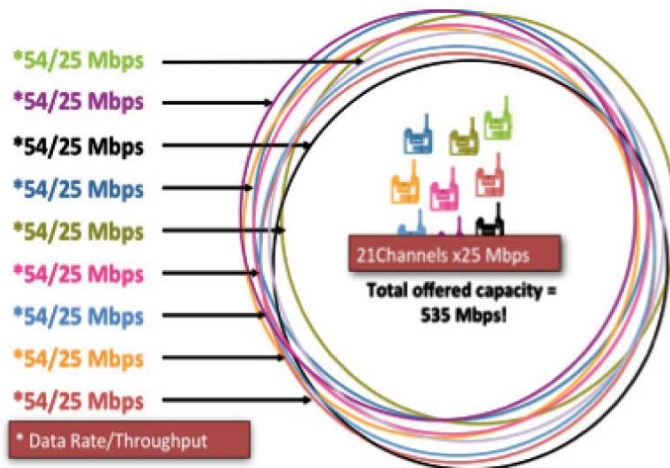 *54/25 Mbps
*54/25 Mbps
*54/25 Mbps
*54/25 Mbps
*54/25 Mbps
*54/25 Mbps
*54/25 Mbps
*54/25 Mbps
*54/25 Mbps
* Data Rate/Throughput
21Channels x25 Mbps
Total offered capacity =
535 Mbps!